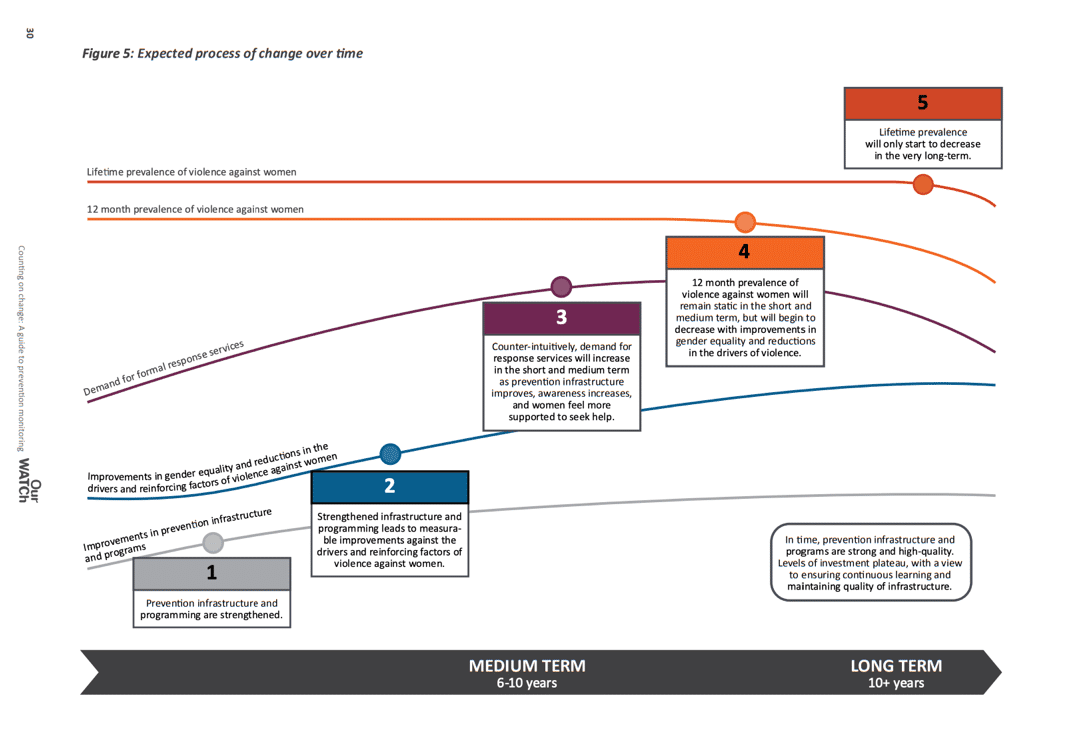 30
Figure 5: Expected process of change over time
5
Lifetime prevalence
will only start to decrease
in the very long-term.
Lifetime prevalence of violence against women
12 month prevalence of violence against women
4
12 month prevalence of
violence against women will
remain static in the short and
medium term, but will begin to
decrease with improvements in
gender equality and reductions
in the drivers of violence.
3
Counter-intuitively, demand for
response services will increase
in the short and medium term
as prevention infrastructure
improves, awareness increases,
and women feel more
supported to seek help.
Demand for formal response services
Improvements in gender equality and reductions in the
drivers and reinforcing factors of violence against women
2
Strengthened infrastructure and
programming leads to measura-
ble improvements against the
drivers and reinforcing factors of
violence against women.
Improvements in prevention infrastructure
and programs
1
Prevention infrastructure and
programming are strengthened.
In time, prevention infrastructure and
programs are strong and high-quality.
Levels of investment plateau, with a view
to ensuring continuous learning and
maintaining quality of infrastructure.
MEDIUM TERM
6-10 years
LONG TERM
10+ years
Counting on change: A guide to prevention monitoring
Our
WATCh